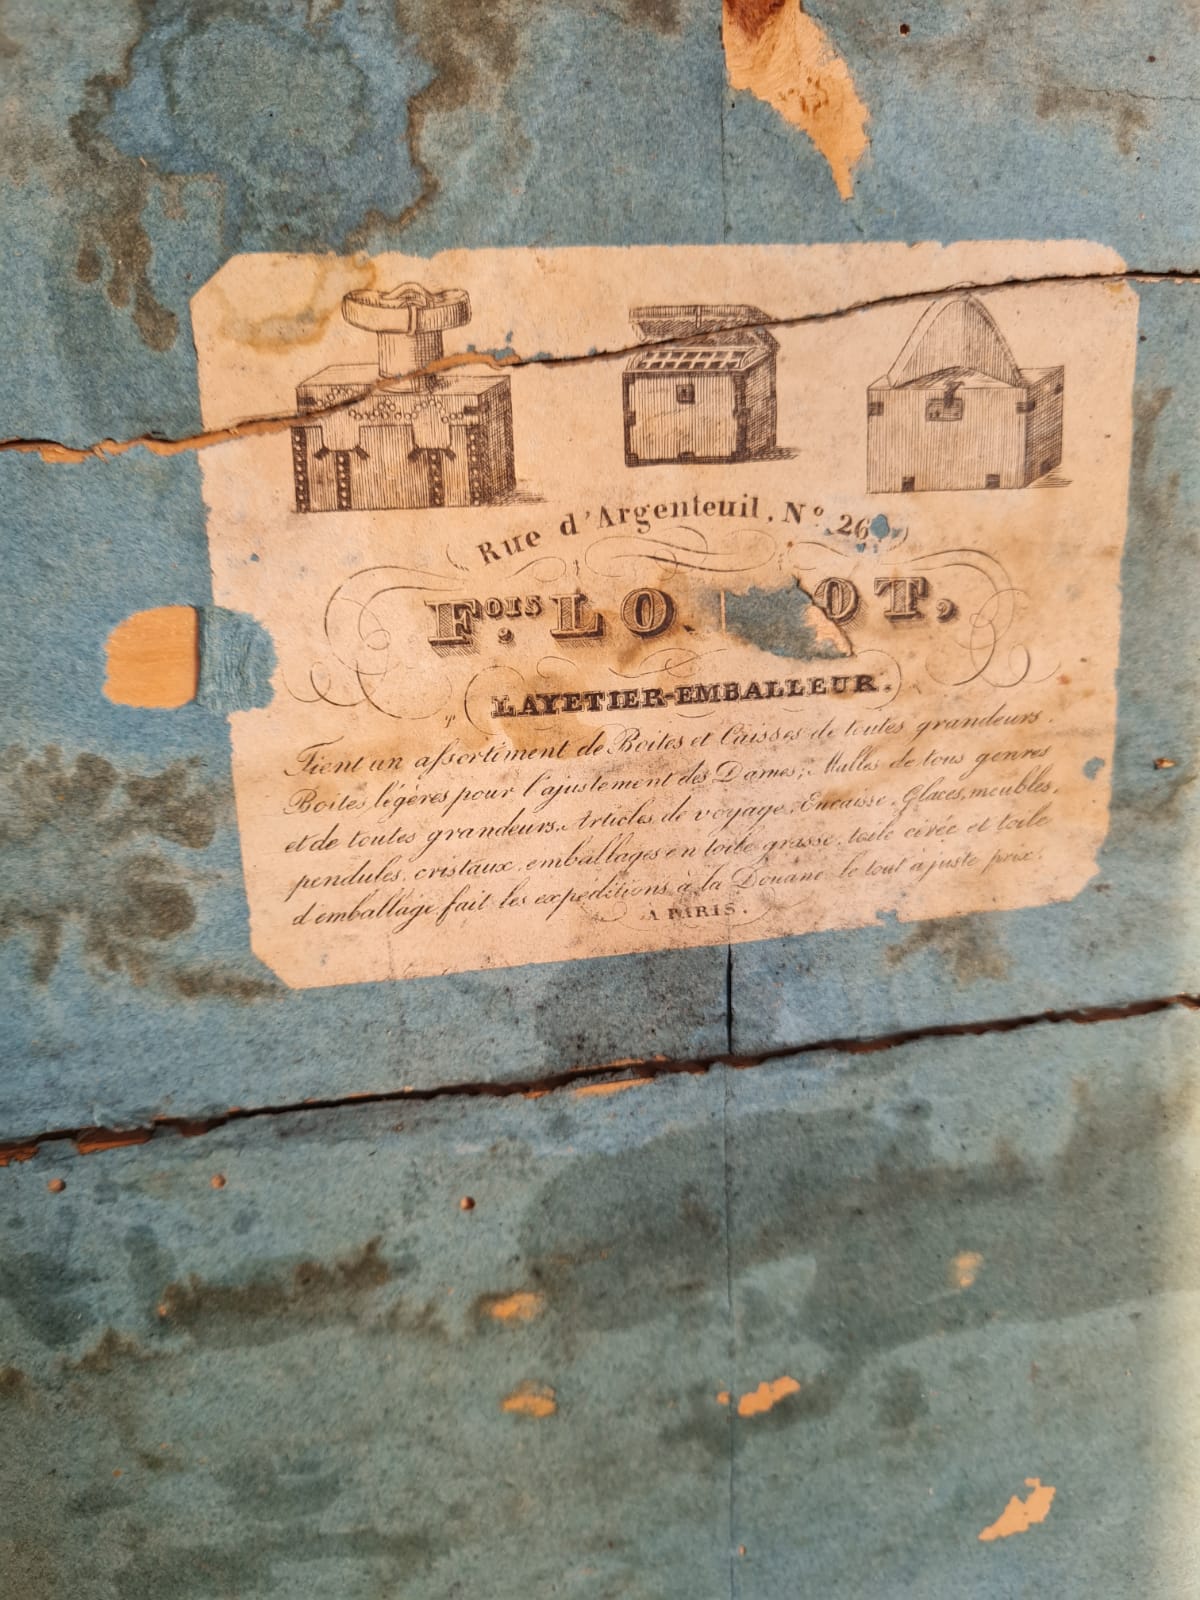 Rue d'Argenteuil, Nº 26
Fois. LO OT,
LAYETIER-EMBALLEUR.
Tient un assortiment de Boites et Caisses de toutes grandeurs.
Boites légères pour l'ajustement des Dames; Malles de tous genres
et de toutes grandeurs. Articles de voyage. Encaisse. Glaces, meubles,
pendules, cristaux, emballages en toile grasse, toile cirée et toile
d'emballage fait les expéditions à la Douane le tout à juste prix.
A PARIS.